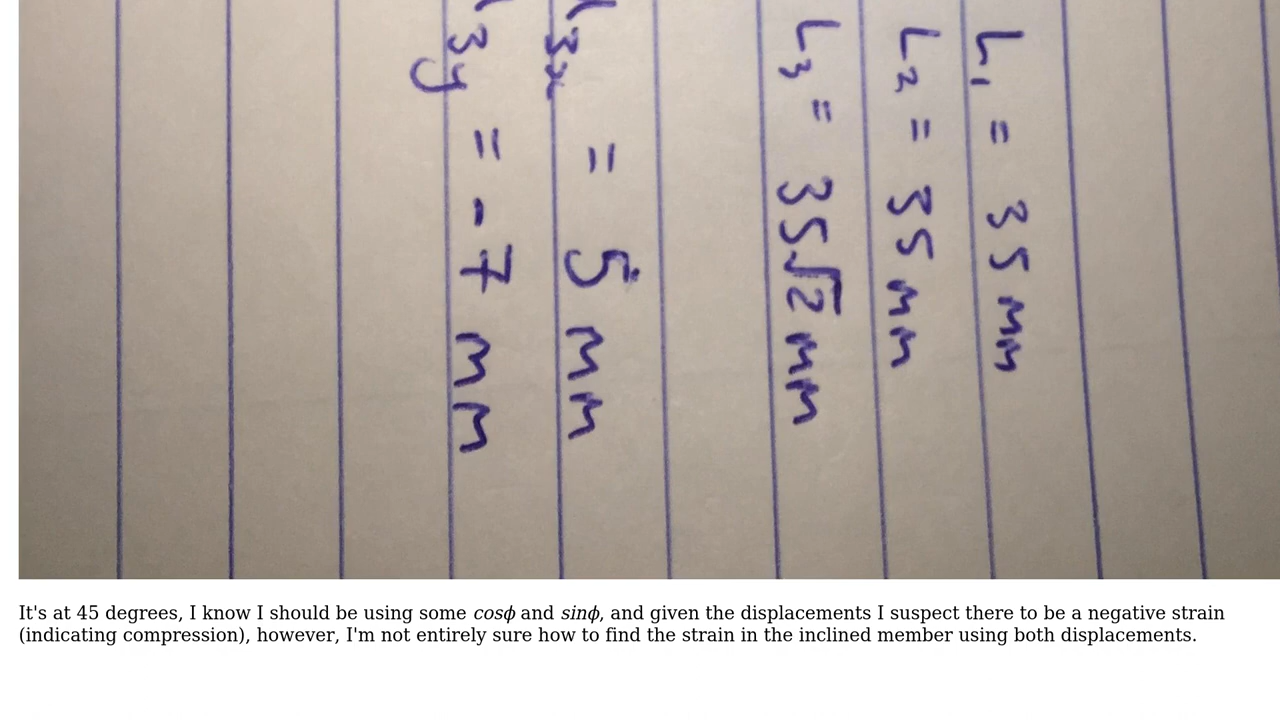 L₁ = 35 mm
L₂ = 35 mm
L₃ = 35√2 mm
= 5 mm
3y = -7 mm
It's at 45 degrees, I know I should be using some cosϕ and sinϕ, and given the displacements I suspect there to be a negative strain
(indicating compression), however, I'm not entirely sure how to find the strain in the inclined member using both displacements.